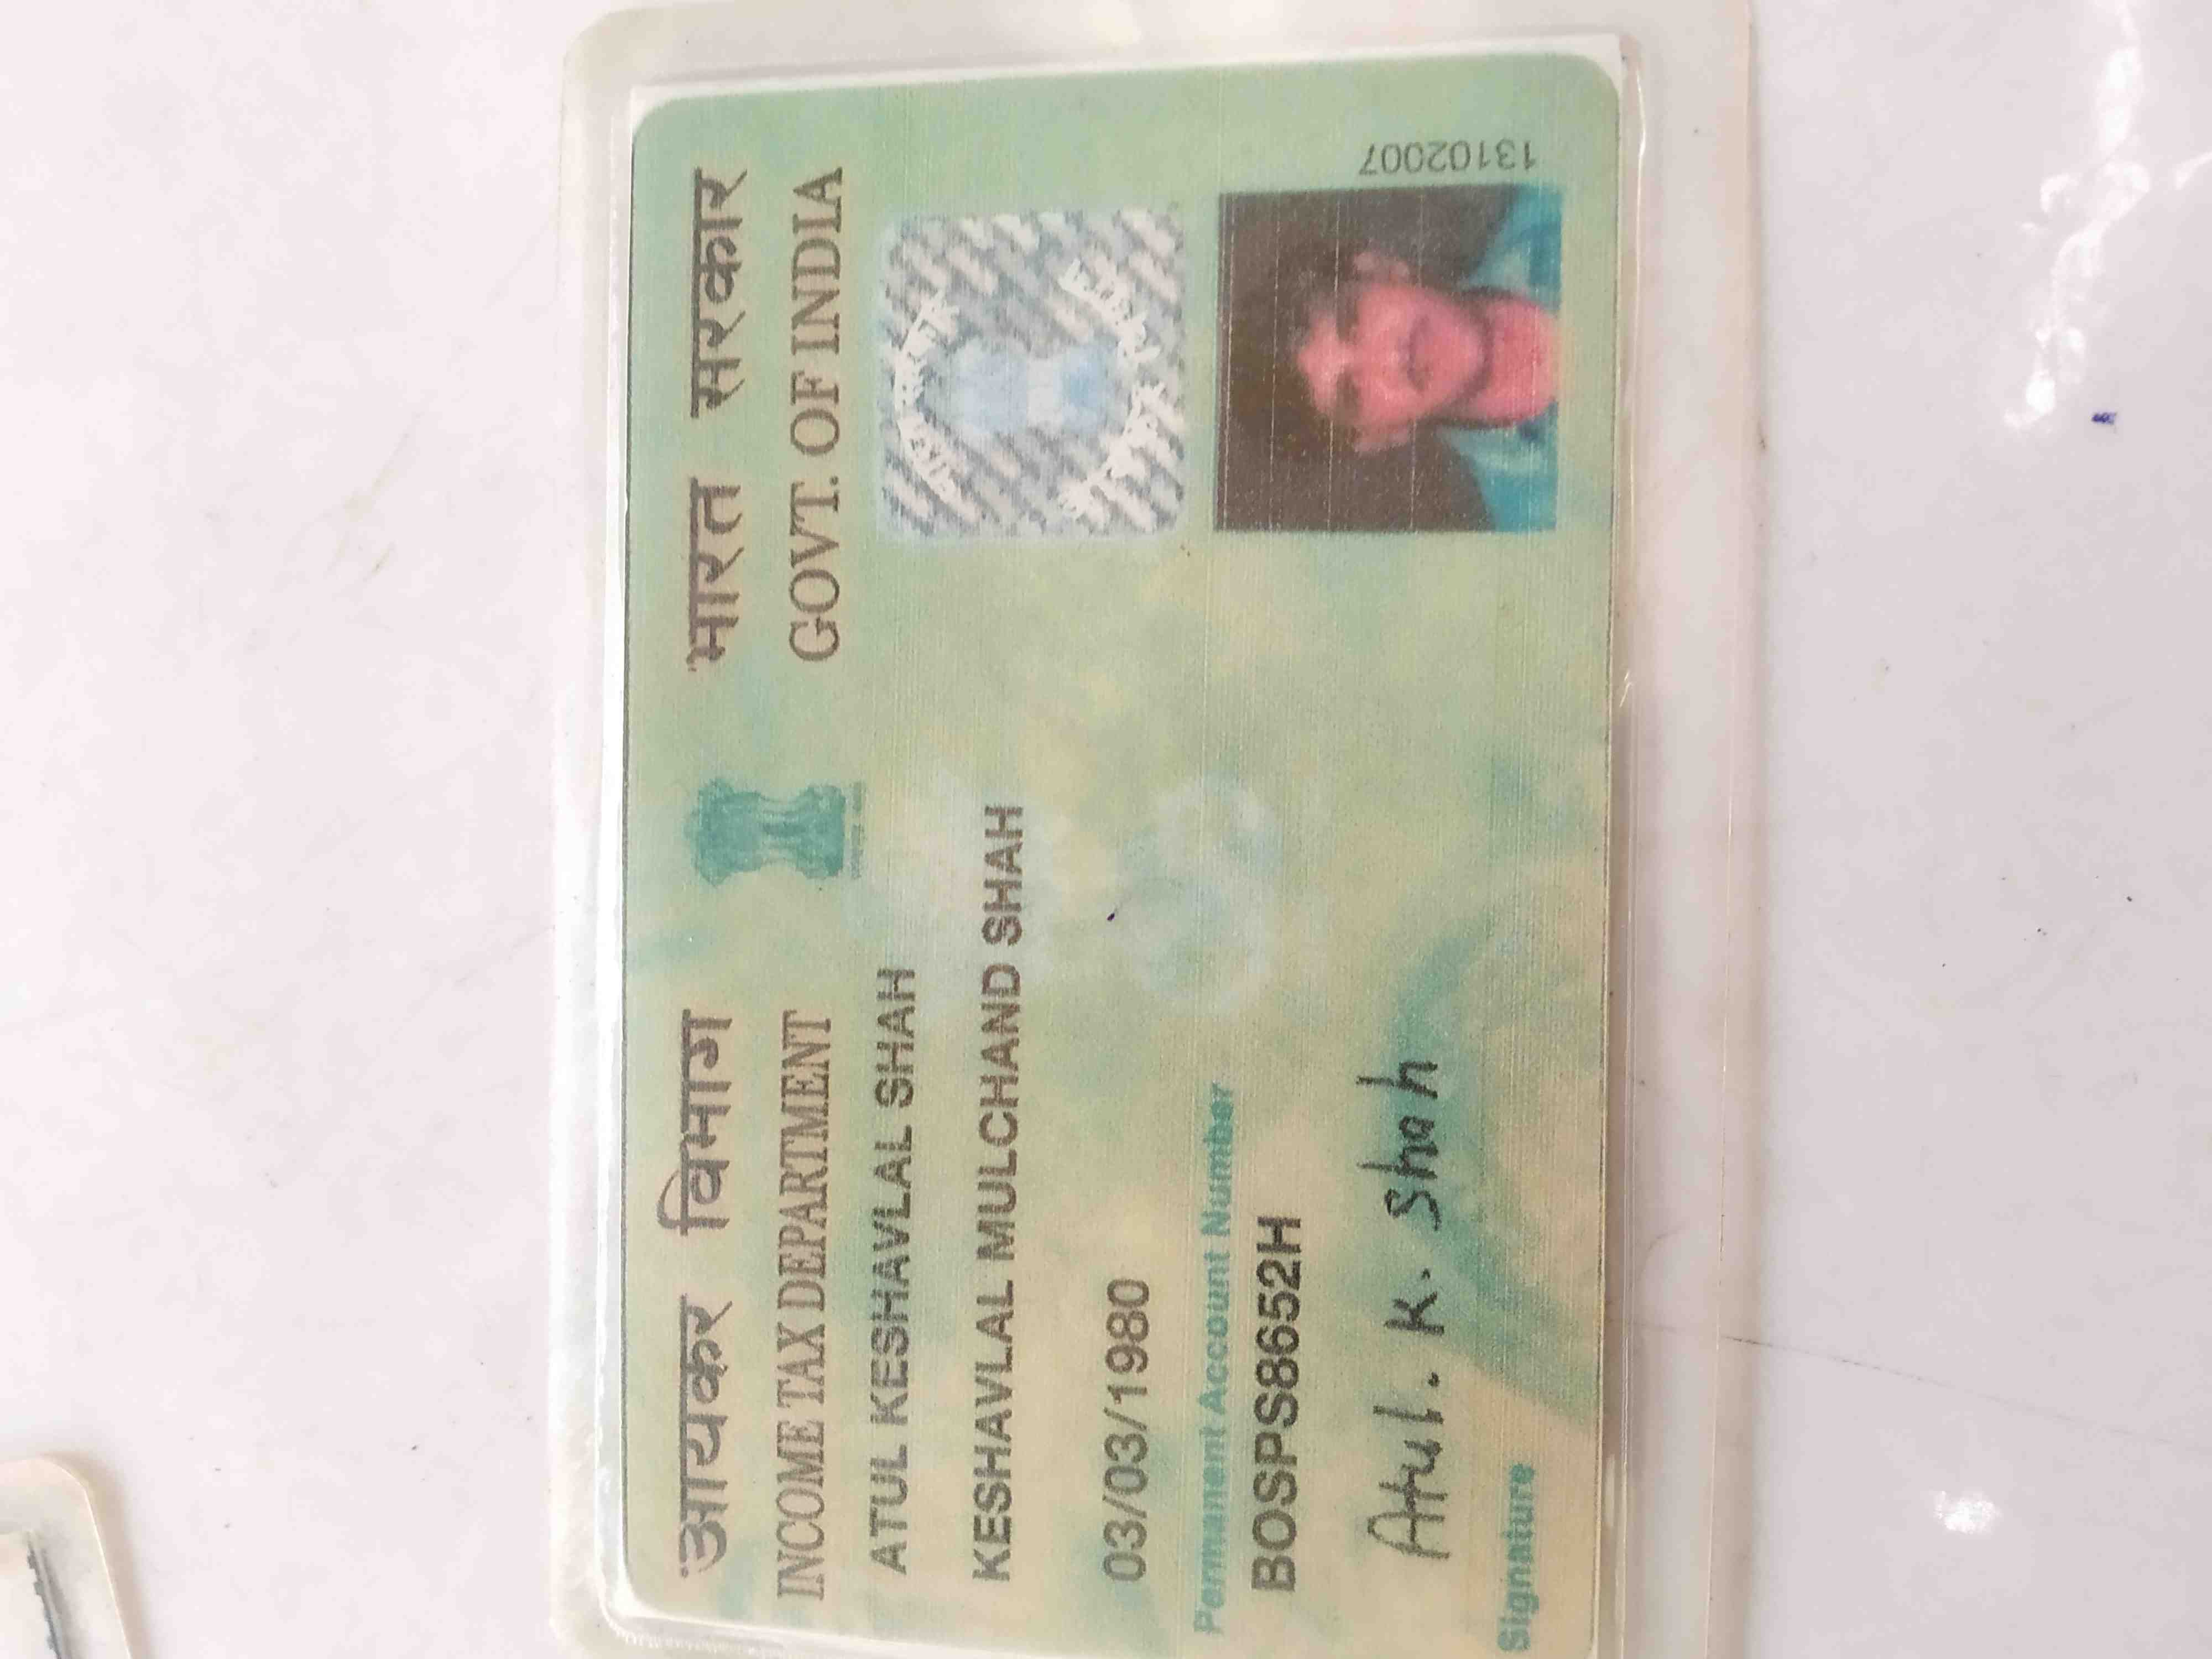 आयकर विभाग
INCOME TAX DEPARTMENT
भारत सरकार
GOVT. OF INDIA
ATUL KESHAVLAL SHAH
KESHAVLAL MULCHAND SHAH
03/03/1980
Permanent Account Number
BOSPS8652H
Atul. K. Shah
Signature
13102007